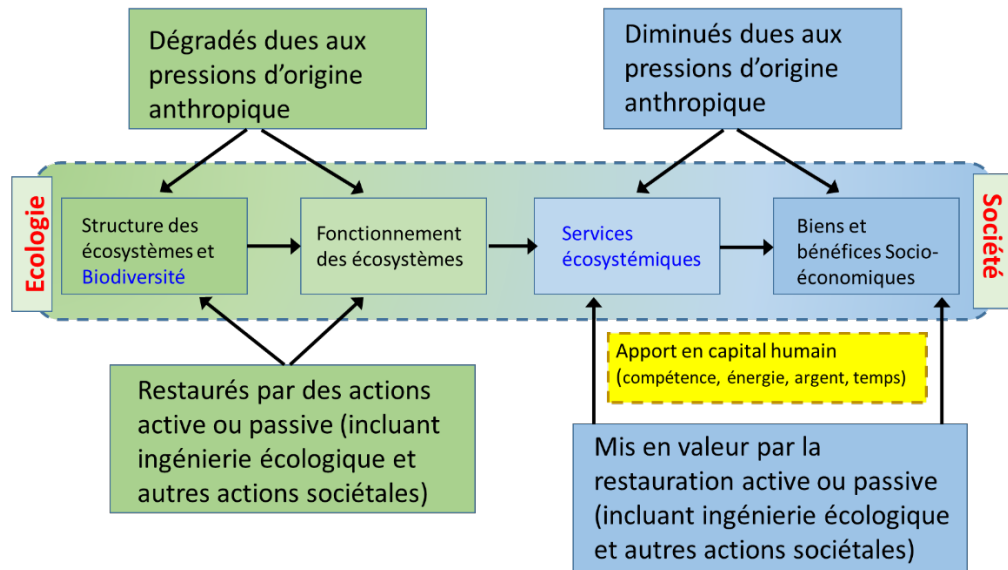 Dégradés dues aux
pressions d'origine
anthropique
Diminués dues aux
pressions d'origine
anthropique
Ecologie
Structure des
écosystèmes et
Biodiversité
Fonctionnement
des écosystèmes
Services
écosystémiques
Biens et
bénéfices Socio-
économiques
Société
Apport en capital humain
(compétence, énergie, argent, temps)
Restaurés par des actions
active ou passive (incluant
ingénierie écologique et
autres actions sociétales)
Mis en valeur par la
restauration active ou passive
(incluant ingénierie écologique
et autres actions sociétales)